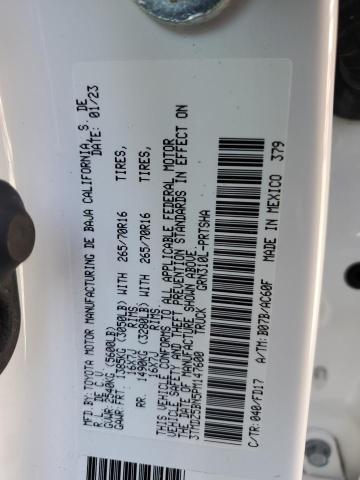 MFD BY: TOYOTA MOTOR MANUFACTURING DE BAJA CALIFORNIA, S. DE
R.L. DE C.V. DATE: 01/23
GVWR: 2540KG (5600LB)
GAWR: FRT. 1385KG (3050LB) WITH 265/70R16 TIRES,
16X7J RIMS
RR. 1490KG (3280LB) WITH 265/70R16 TIRES,
16X7J RIMS
THIS VEHICLE CONFORMS TO ALL APPLICABLE FEDERAL MOTOR
VEHICLE SAFETY AND THEFT PREVENTION STANDARDS IN EFFECT ON
THE DATE OF MANUFACTURE SHOWN ABOVE.
3TMDZ5BN5PM147600 TRUCK GRN310L-PRTSHA
C/TR: 040/FD17 A/TM: B07B/AC60F MADE IN MEXICO 379